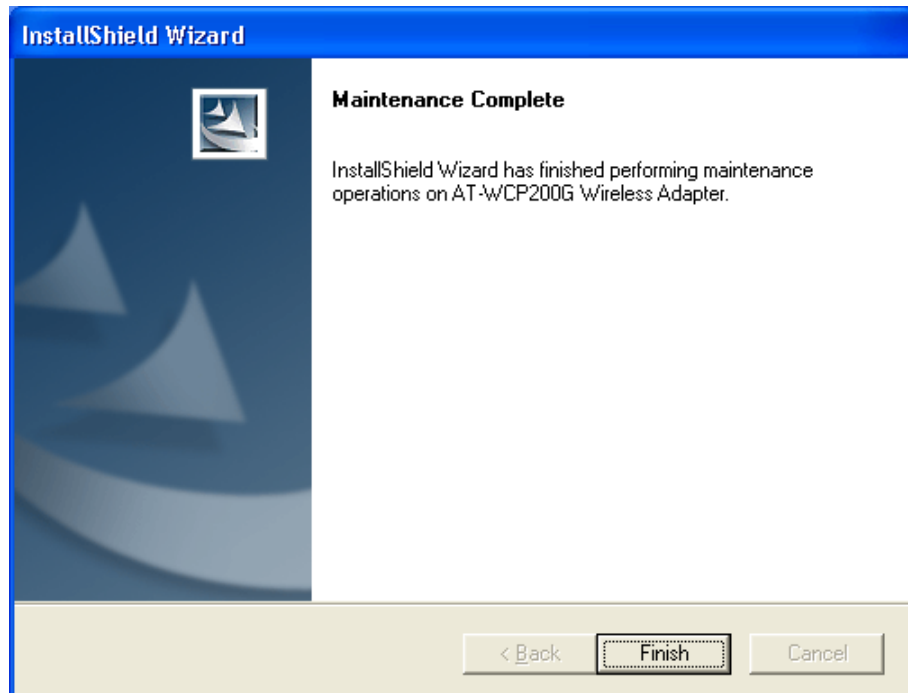 InstallShield Wizard
Maintenance Complete
InstallShield Wizard has finished performing maintenance
operations on AT-WCP200G Wireless Adapter.
< Back
Finish
Cancel